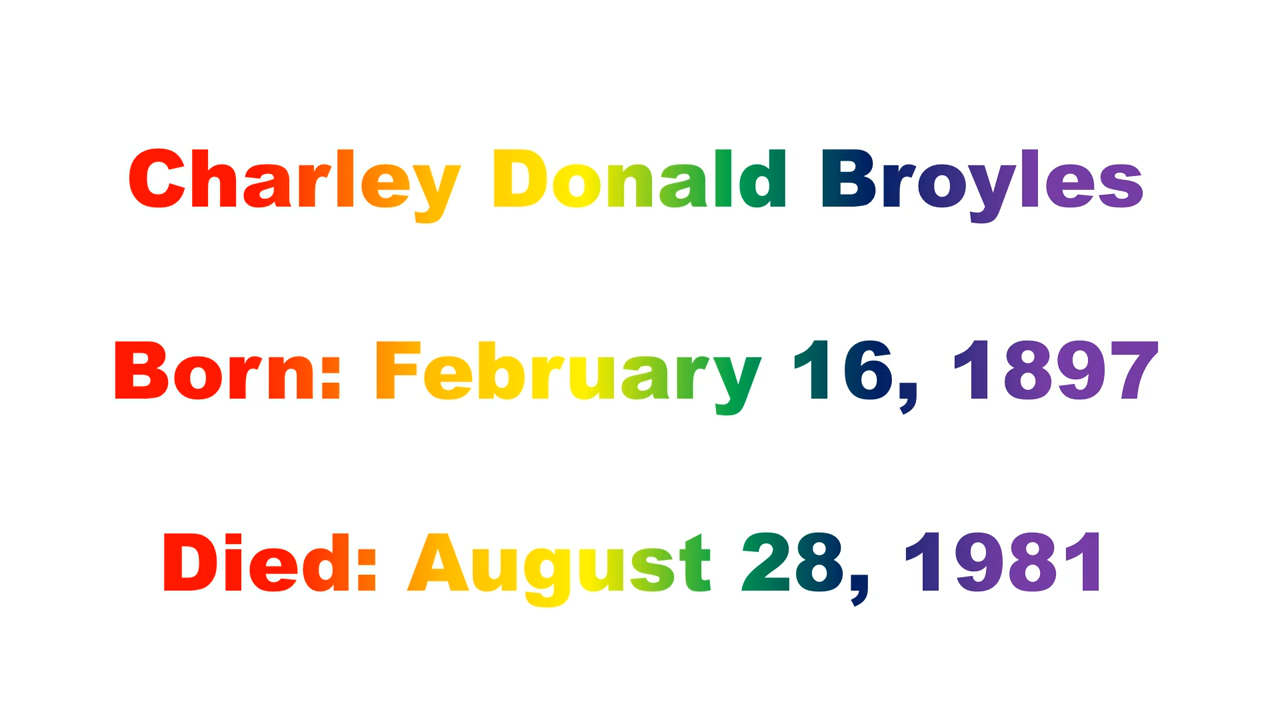 Charley Donald Broyles
Born: February 16, 1897
Died: August 28, 1981